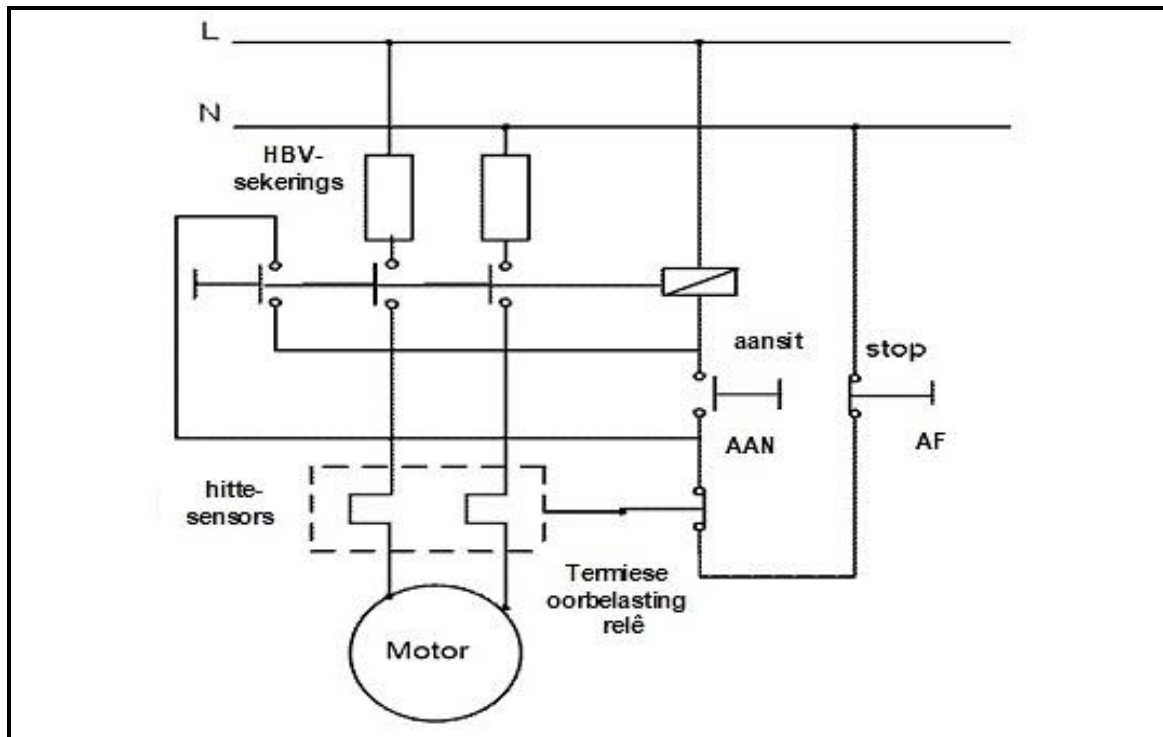 L
N
HBV-
sekerings
aansit
stop
AAN
AF
hitte-
sensors
Termiese
oorbelasting
relê
Motor